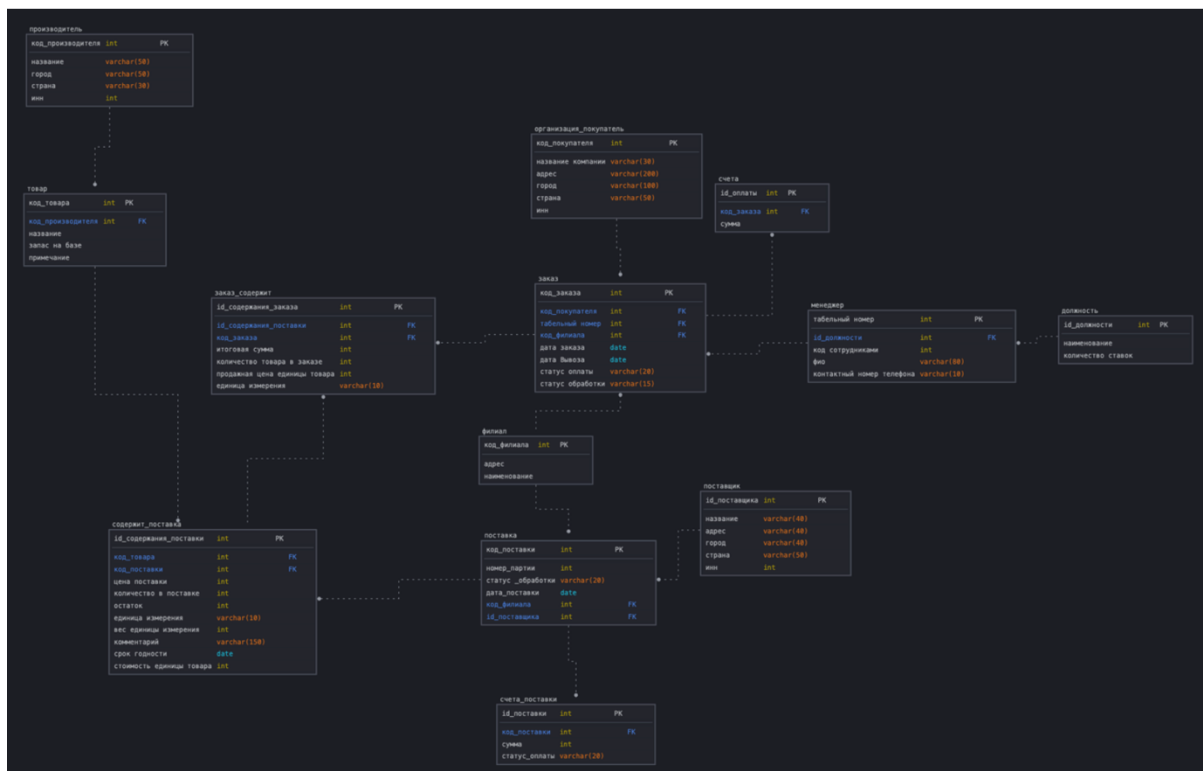 производитель
код_производителя int PK
название varchar(50)
город varchar(50)
страна varchar(30)
инн int
товар
код_товара int PK
код_производителя int FK
название
запас на базе
примечание
организация_покупатель
код_покупателя int PK
название компании varchar(30)
адрес varchar(200)
город varchar(100)
страна varchar(50)
инн
счета
id_оплаты int PK
код_заказа int FK
сумма
заказ_содержит
id_содержания_заказа int PK
id_содержания_поставки int FK
код_заказа int FK
итоговая сумма int
количество товара в заказе int
продажная цена единицы товара int
единица измерения varchar(10)
заказ
код_заказа int PK
код_покупателя int FK
табельный номер int FK
код_филиала int FK
дата заказа date
дата Вывоза date
статус оплаты varchar(20)
статус обработки varchar(15)
менеджер
табельный номер int PK
id_должности int FK
код сотрудниками int
фио varchar(80)
контактный номер телефона varchar(10)
должность
id_должности int PK
наименование
количество ставок
филиал
код_филиала int PK
адрес
наименование
поставщик
id_поставщика int PK
название varchar(40)
адрес varchar(40)
город varchar(40)
страна varchar(50)
инн int
содержит_поставка
id_содержания_поставки int PK
код_товара int FK
код_поставки int FK
цена поставки int
количество в поставке int
остаток int
единица измерения varchar(10)
вес единицы измерения int
комментарий varchar(150)
срок годности date
стоимость единицы товара int
поставка
код_поставки int PK
номер_партии int
статус _обработки varchar(20)
дата_поставки date
код_филиала int FK
id_поставщика int FK
счета_поставки
id_поставки int PK
код_поставки int FK
сумма int
статус_оплаты varchar(20)